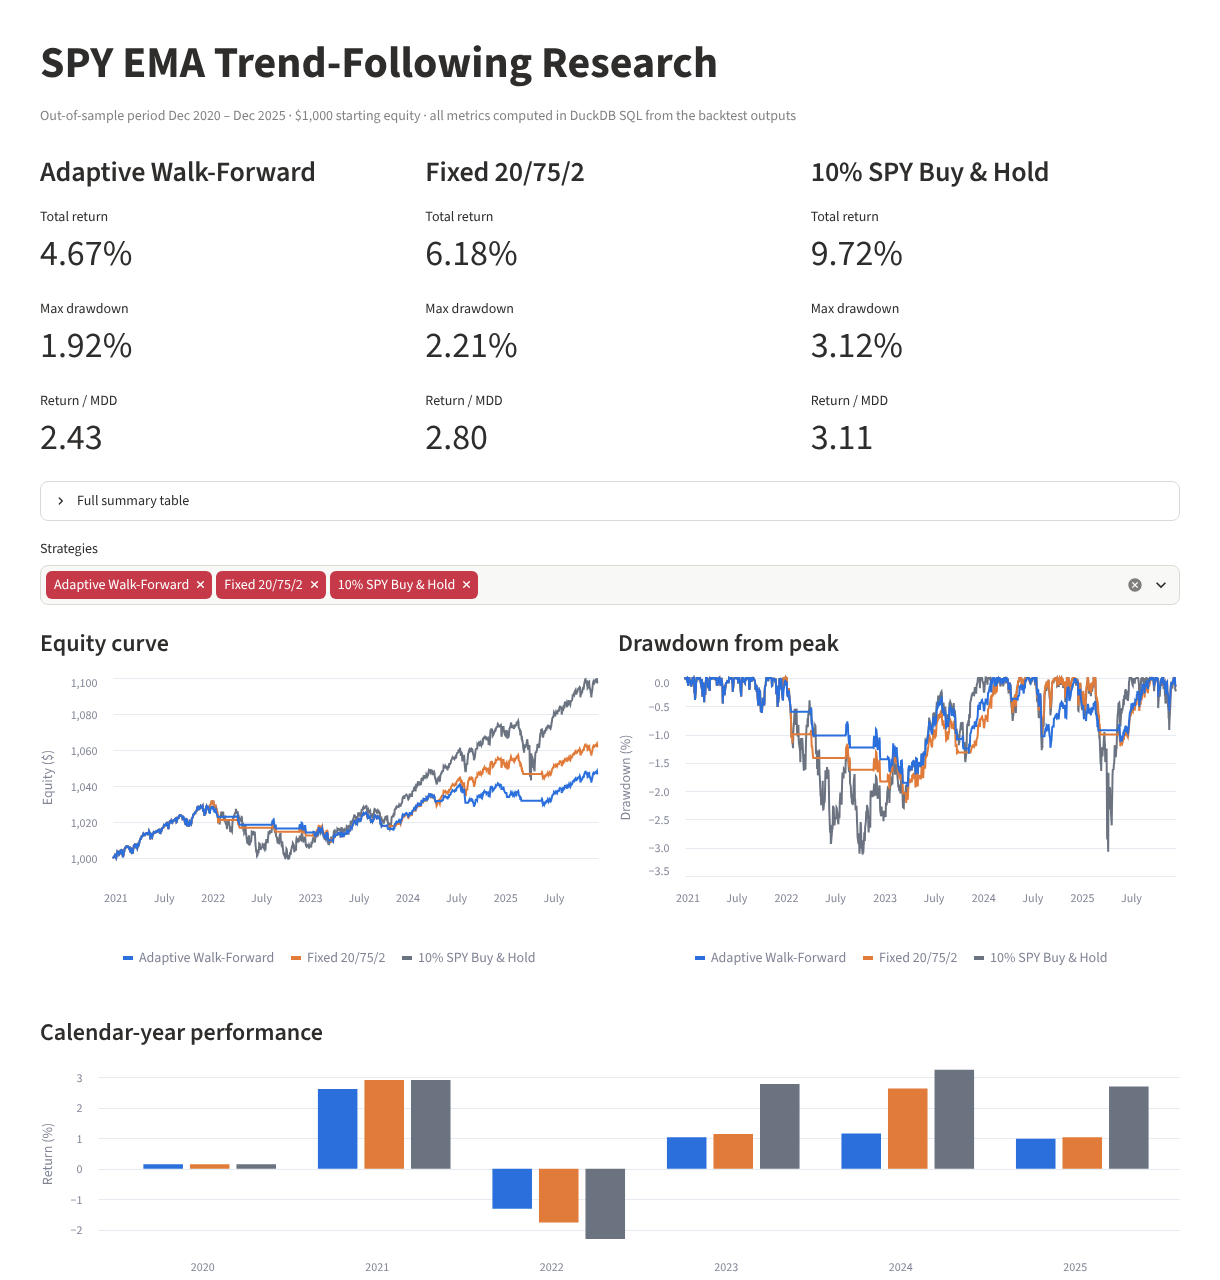 SPY EMA Trend-Following Research
Out-of-sample period Dec 2020 – Dec 2025 · $1,000 starting equity · all metrics computed in DuckDB SQL from the backtest outputs
Adaptive Walk-Forward
Total return
4.67%
Max drawdown
1.92%
Return / MDD
2.43
Fixed 20/75/2
Total return
6.18%
Max drawdown
2.21%
Return / MDD
2.80
10% SPY Buy & Hold
Total return
9.72%
Max drawdown
3.12%
Return / MDD
3.11
Full summary table
Strategies
Adaptive Walk-Forward × Fixed 20/75/2 × 10% SPY Buy & Hold ×
Equity curve
Equity ($)
1,100
1,080
1,060
1,040
1,020
1,000
2021 July 2022 July 2023 July 2024 July 2025 July
Adaptive Walk-Forward Fixed 20/75/2 10% SPY Buy & Hold
Drawdown from peak
Drawdown (%)
0.0
−0.5
−1.0
−1.5
−2.0
−2.5
−3.0
−3.5
2021 July 2022 July 2023 July 2024 July 2025 July
Adaptive Walk-Forward Fixed 20/75/2 10% SPY Buy & Hold
Calendar-year performance
Return (%)
3
2
1
0
−1
−2
2020 2021 2022 2023 2024 2025